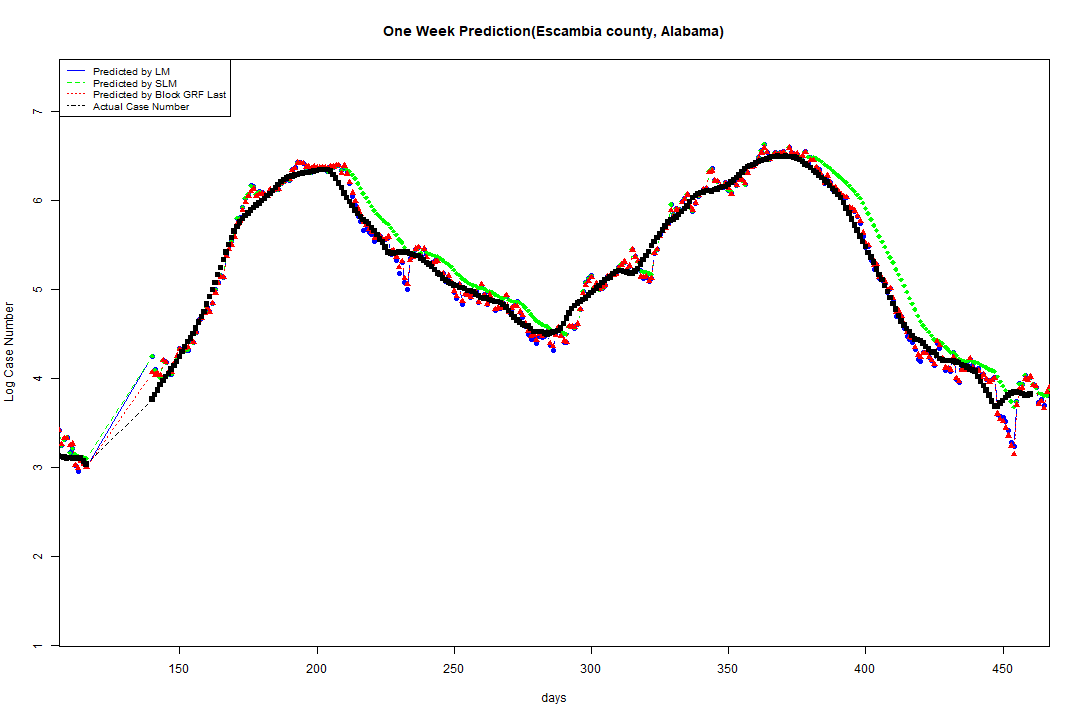 One Week Prediction(Escambia county, Alabama)
Predicted by LM
Predicted by SLM
Predicted by Block GRF Last
Actual Case Number
7
6
5
4
3
2
1
Log Case Number
150 200 250 300 350 400 450
days